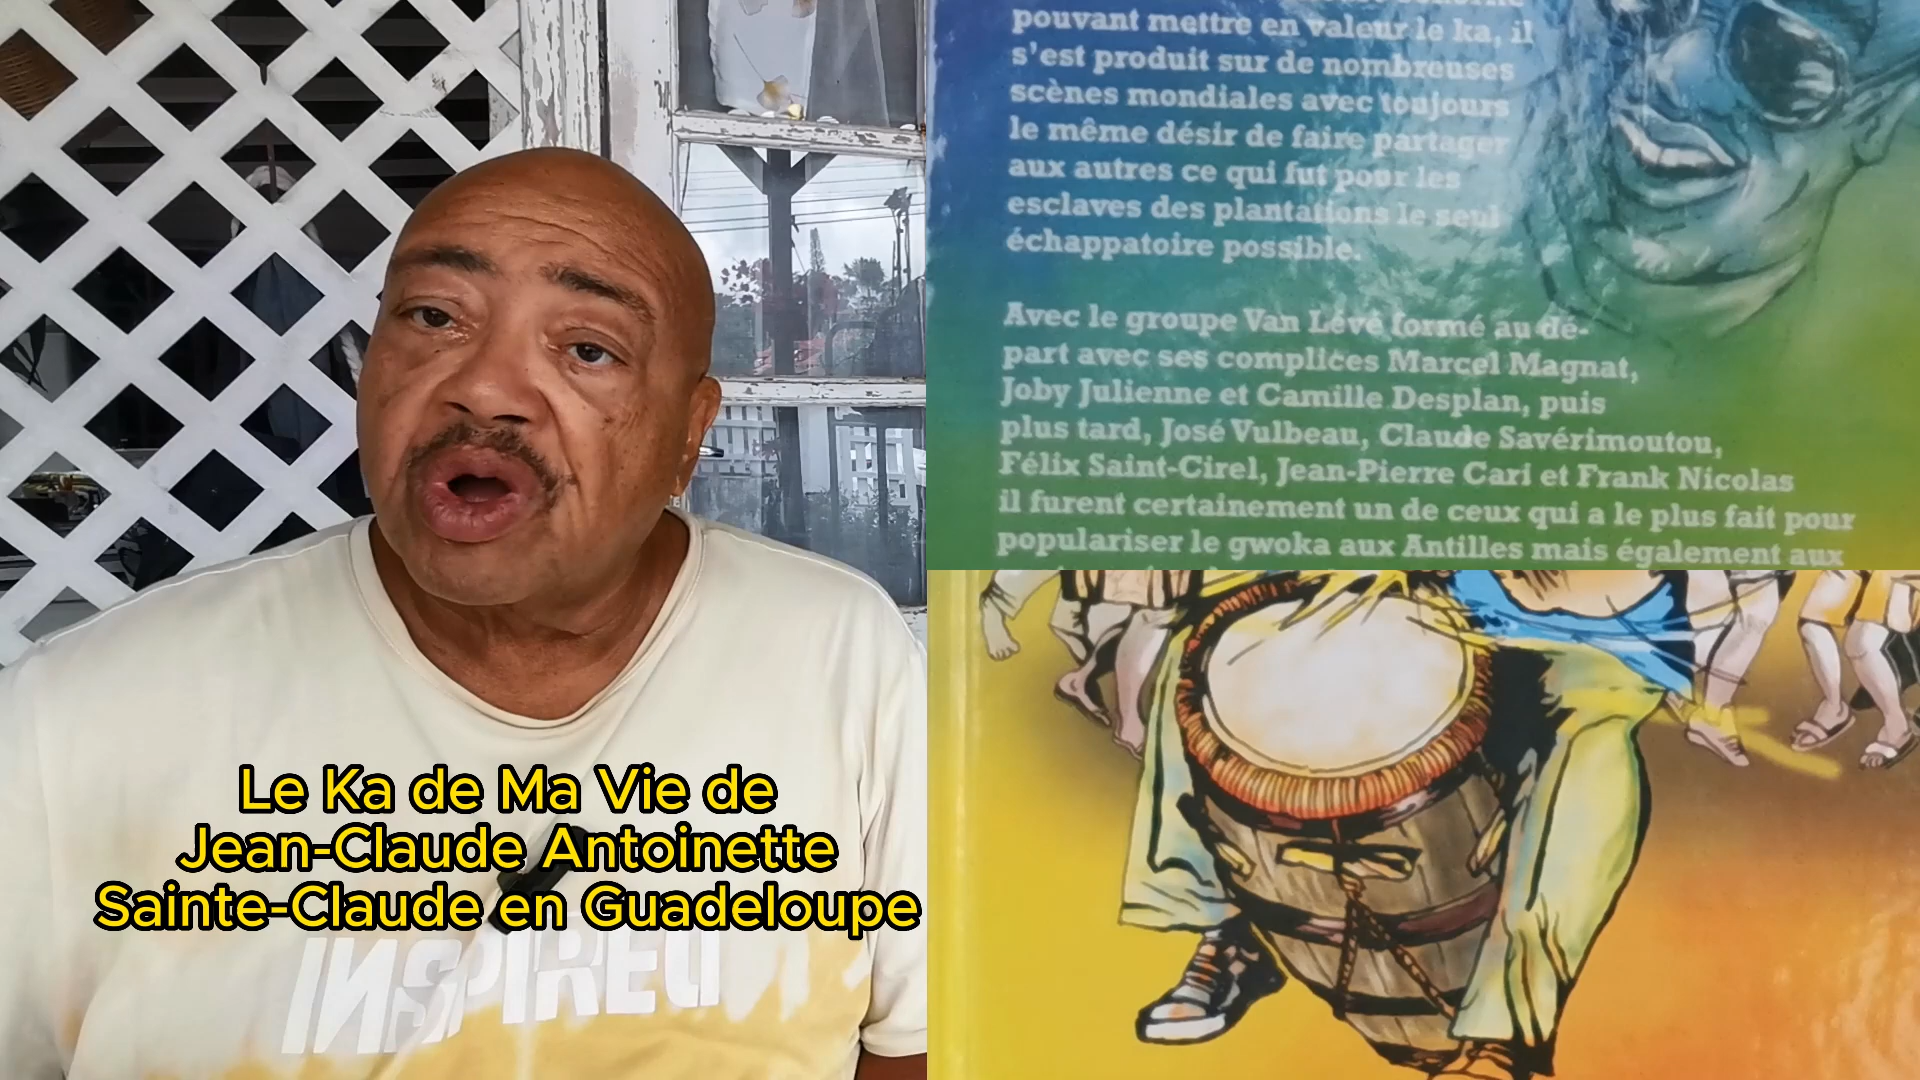 pouvant mettre en valeur le ka, il
s'est produit sur de nombreuses
scènes mondiales avec toujours
le même désir de faire partager
aux autres ce qui fut pour les
esclaves des plantations le seul
échappatoire possible.
Avec le groupe Van Lévé formé au dé-
part avec ses complices Marcel Magnat,
Joby Julienne et Camille Desplan, puis
plus tard, José Vulbeau, Claude Savérimoutou,
Félix Saint-Cirel, Jean-Pierre Cari et Frank Nicolas
il furent certainement un de ceux qui a le plus fait pour
populariser le gwoka aux Antilles mais également aux
Le Ka de Ma Vie de
Jean-Claude Antoinette
Sainte-Claude en Guadeloupe
INSPIRED